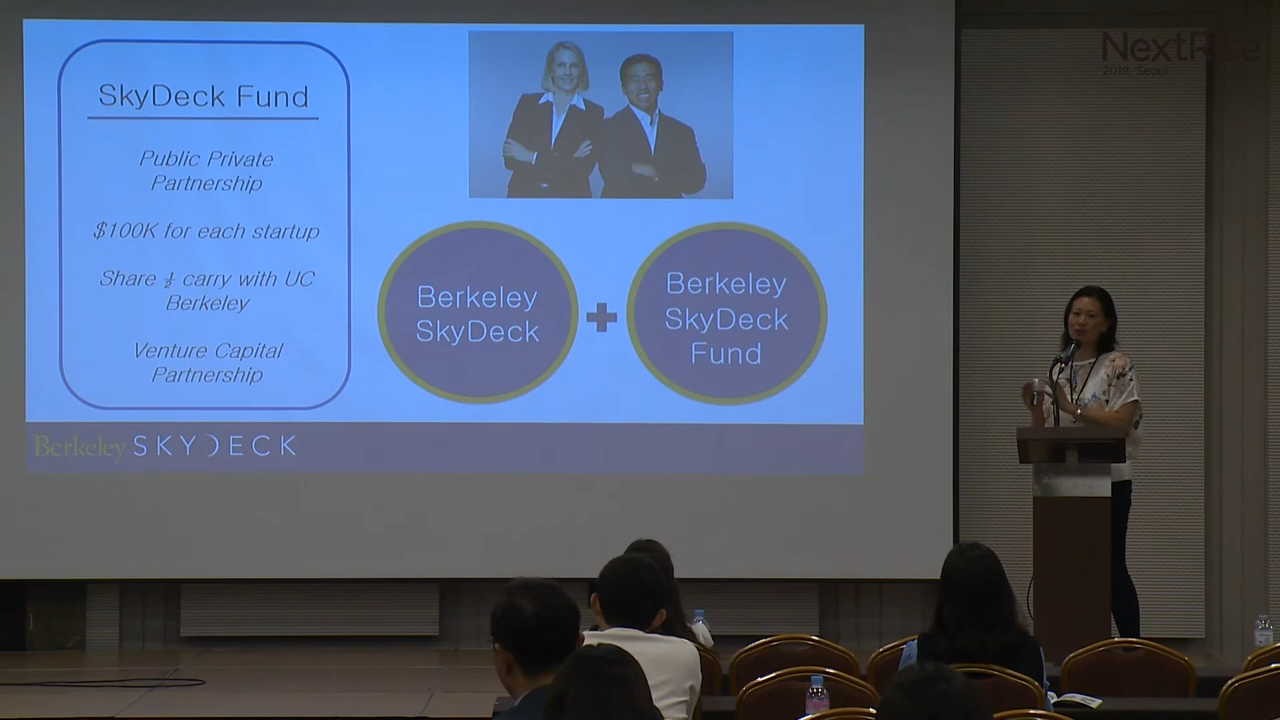 NextRise
2019, Seoul
SkyDeck Fund
Public Private
Partnership
$100K for each startup
Share ½ carry with UC
Berkeley
Venture Capital
Partnership
Berkeley
SkyDeck
Berkeley
SkyDeck
Fund
Berkeley SKYDECK